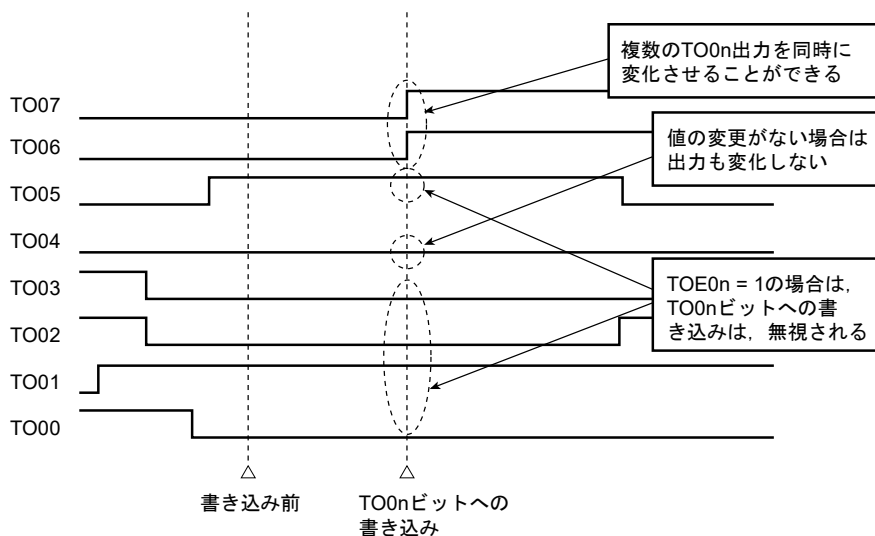 複数のTO0n出力を同時に
変化させることができる
TO07
TO06
値の変更がない場合は
出力も変化しない
TO05
TO04
TO03
TOE0n = 1の場合は,
TO0nビットへの書
き込みは，無視される
TO02
TO01
TO00
書き込み前
TO0nビットへの
書き込み